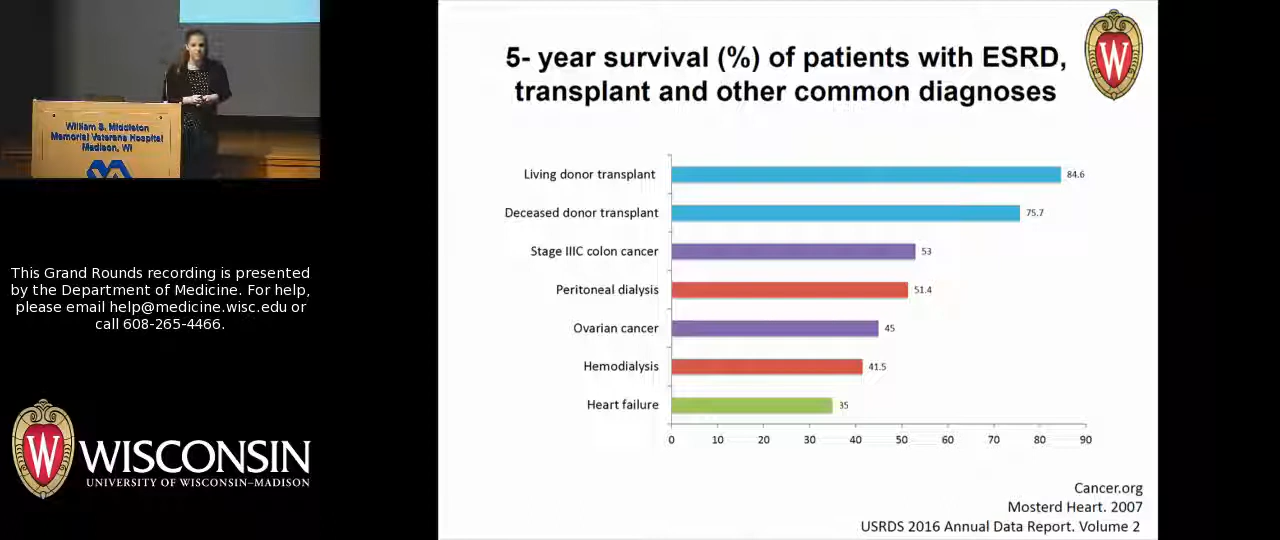 William S. Middleton
Memorial Veterans Hospital
Madison, WI
This Grand Rounds recording is presented
by the Department of Medicine. For help,
please email help@medicine.wisc.edu or
call 608-265-4466.
W WISCONSIN
UNIVERSITY OF WISCONSIN–MADISON
W
5- year survival (%) of patients with ESRD,
transplant and other common diagnoses
Living donor transplant 84.6
Deceased donor transplant 75.7
Stage IIIC colon cancer 53
Peritoneal dialysis 51.4
Ovarian cancer 45
Hemodialysis 41.5
Heart failure 35
0 10 20 30 40 50 60 70 80 90
Cancer.org
Mosterd Heart. 2007
USRDS 2016 Annual Data Report. Volume 2